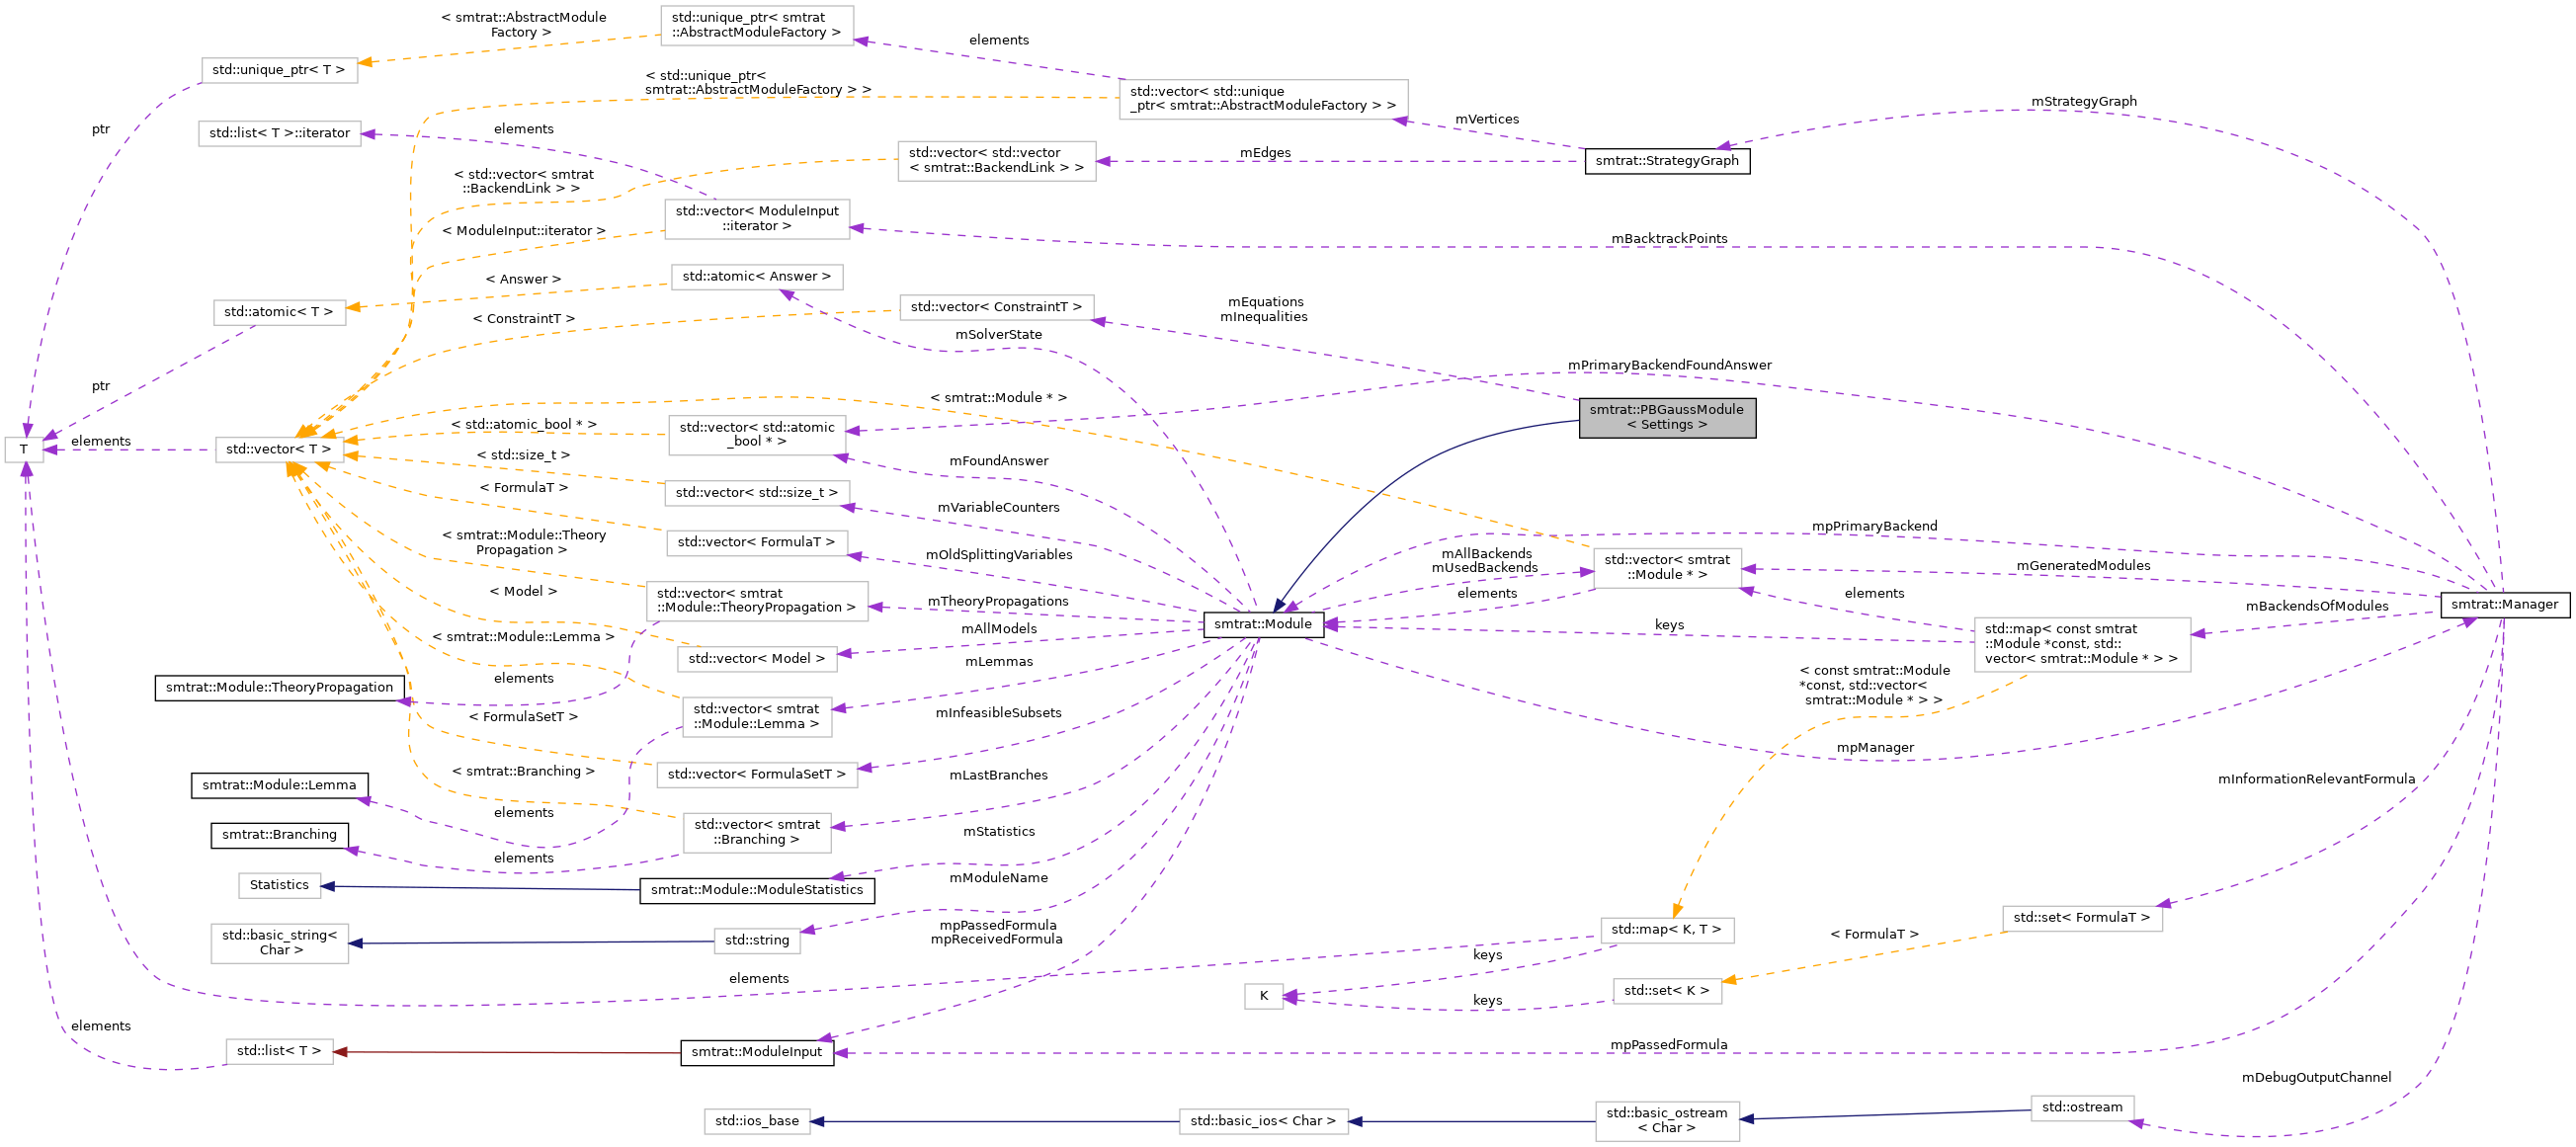 < smtrat::AbstractModule
Factory >
std::unique_ptr< smtrat
::AbstractModuleFactory >
elements
std::unique_ptr< T >
< std::unique_ptr<
smtrat::AbstractModuleFactory > >
std::vector< std::unique
_ptr< smtrat::AbstractModuleFactory > >
mStrategyGraph
ptr
std::list< T >::iterator
elements
mVertices
std::vector< std::vector
< smtrat::BackendLink > >
mEdges
smtrat::StrategyGraph
< std::vector< smtrat
::BackendLink > >
std::vector< ModuleInput
::iterator >
< ModuleInput::iterator >
mBacktrackPoints
< Answer >
std::atomic< Answer >
std::atomic< T >
< ConstraintT >
std::vector< ConstraintT >
mEquations
mInequalities
mSolverState
ptr
mPrimaryBackendFoundAnswer
< smtrat::Module * >
smtrat::PBGaussModule
< Settings >
T
elements
std::vector< T >
< std::atomic_bool * >
std::vector< std::atomic
_bool * >
< std::size_t >
mFoundAnswer
std::vector< std::size_t >
< FormulaT >
mVariableCounters
< smtrat::Module::Theory
Propagation >
std::vector< FormulaT >
mOldSplittingVariables
mpPrimaryBackend
mAllBackends
mUsedBackends
std::vector< smtrat
::Module * >
mGeneratedModules
< Model >
std::vector< smtrat
::Module::TheoryPropagation >
mTheoryPropagations
elements
elements
smtrat::Manager
mBackendsOfModules
smtrat::Module
keys
std::map< const smtrat
::Module *const, std::
vector< smtrat::Module * > >
< smtrat::Module::Lemma >
mAllModels
std::vector< Model >
mLemmas
elements
smtrat::Module::TheoryPropagation
< const smtrat::Module
*const, std::vector<
smtrat::Module * > >
< FormulaSetT >
std::vector< smtrat
::Module::Lemma >
mInfeasibleSubsets
mpManager
< smtrat::Branching >
std::vector< FormulaSetT >
mLastBranches
mInformationRelevantFormula
smtrat::Module::Lemma
elements
smtrat::Branching
std::vector< smtrat
::Branching >
mStatistics
elements
Statistics
smtrat::Module::ModuleStatistics
mModuleName
std::basic_string<
Char >
std::string
mpPassedFormula
mpReceivedFormula
std::map< K, T >
< FormulaT >
std::set< FormulaT >
elements
keys
K
keys
std::set< K >
elements
std::list< T >
smtrat::ModuleInput
mpPassedFormula
mDebugOutputChannel
std::ios_base
std::basic_ios< Char >
std::basic_ostream
< Char >
std::ostream